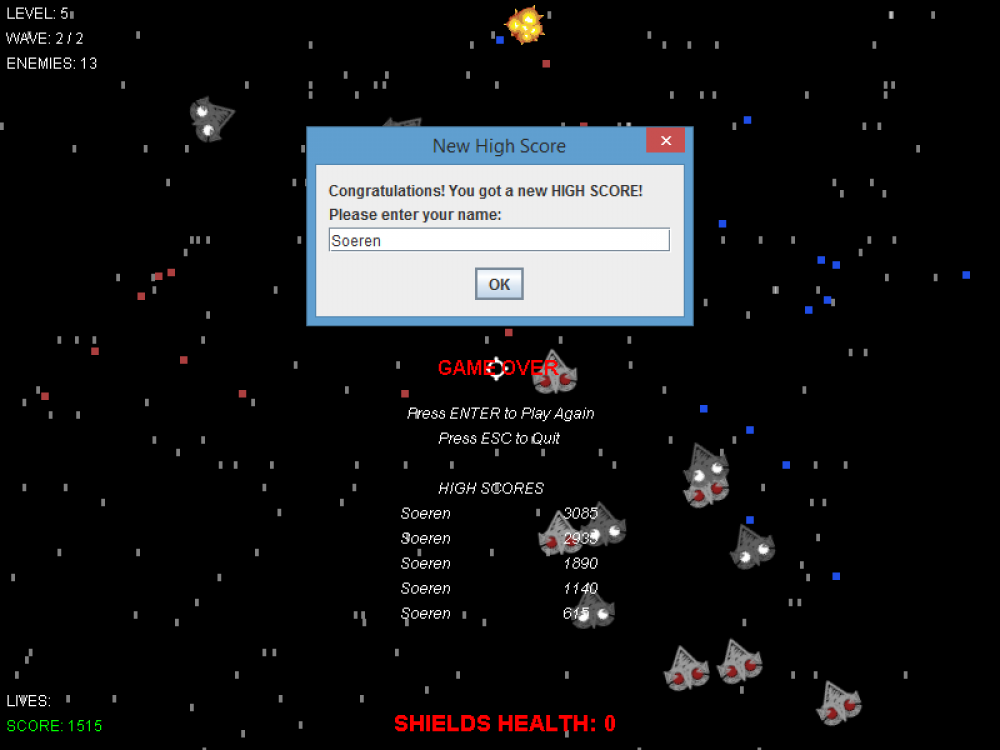 LEVEL: 5
WAVE: 2 / 2
ENEMIES: 13
New High Score
Congratulations! You got a new HIGH SCORE!
Please enter your name:
Soeren
OK
GAME OVER
Press ENTER to Play Again
Press ESC to Quit
HIGH SCORES
Soeren 3085
Soeren 2935
Soeren 1890
Soeren 1140
Soeren 615
LIVES:
SCORE: 1515
SHIELDS HEALTH: 0